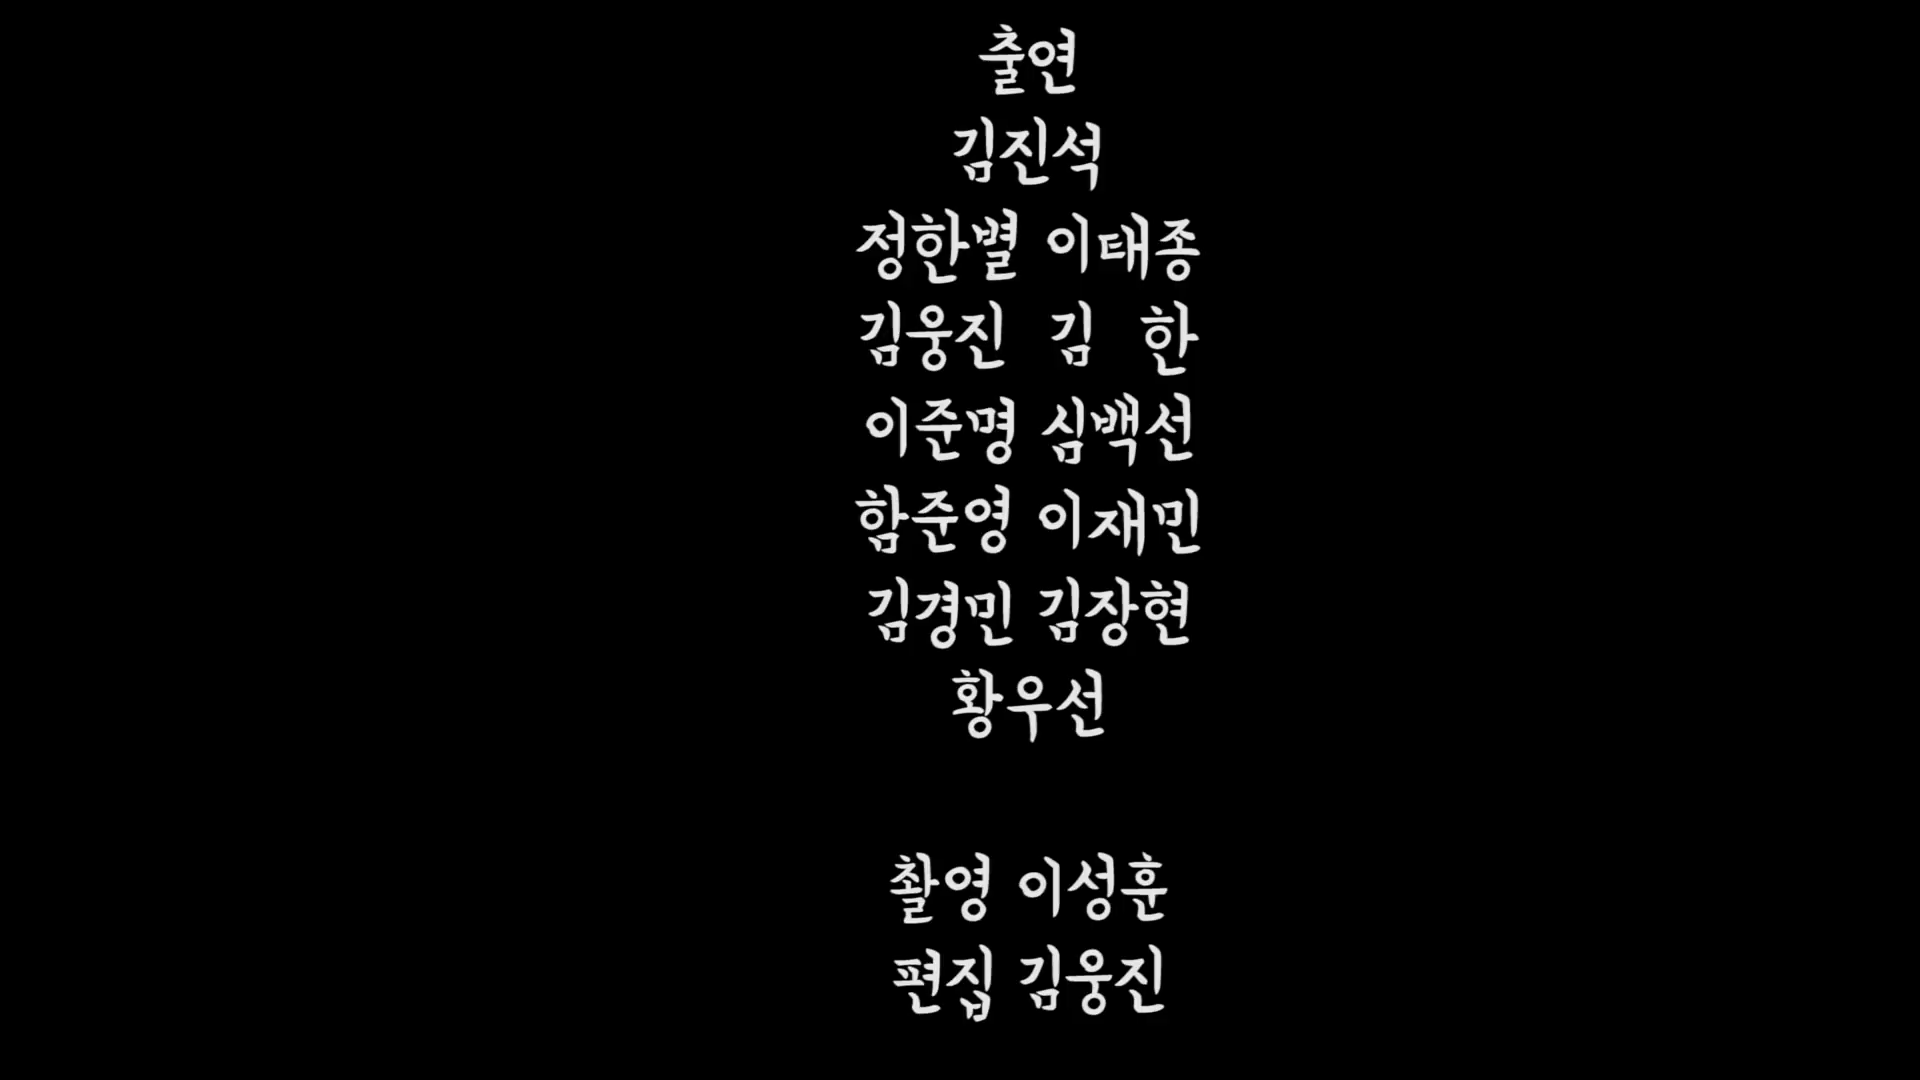 출연
김진석
정한별 이태종
김웅진 김 한
이준명 심백선
함준영 이재민
김경민 김장현
황우선
촬영 이성훈
편집 김웅진